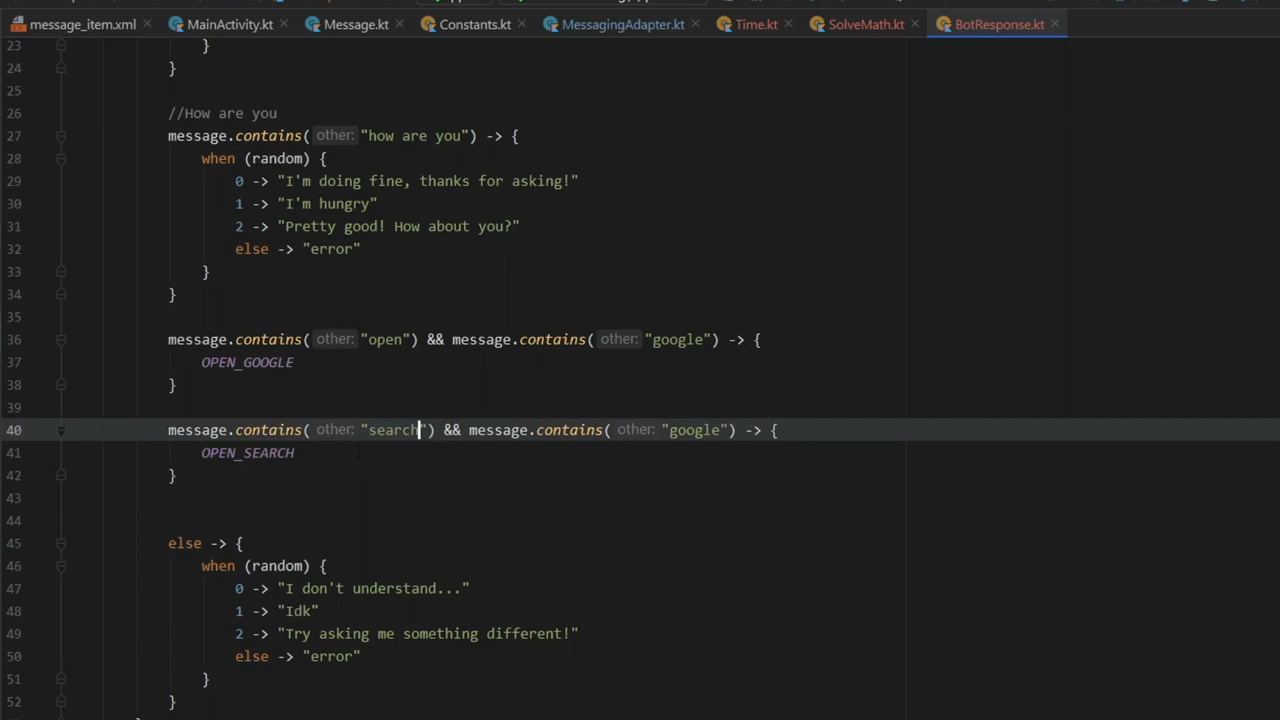 message_item.xml MainActivity.kt Message.kt Constants.kt MessagingAdapter.kt Time.kt SolveMath.kt BotResponse.kt
23 }
24 }
25
26 //How are you
27 message.contains( other: "how are you") -> {
28 when (random) {
29 0 -> "I'm doing fine, thanks for asking!"
30 1 -> "I'm hungry"
31 2 -> "Pretty good! How about you?"
32 else -> "error"
33 }
34 }
35
36 message.contains( other: "open") && message.contains( other: "google") -> {
37 OPEN_GOOGLE
38 }
39
40 message.contains( other: "search") && message.contains( other: "google") -> {
41 OPEN_SEARCH
42 }
43
44
45 else -> {
46 when (random) {
47 0 -> "I don't understand..."
48 1 -> "Idk"
49 2 -> "Try asking me something different!"
50 else -> "error"
51 }
52 }